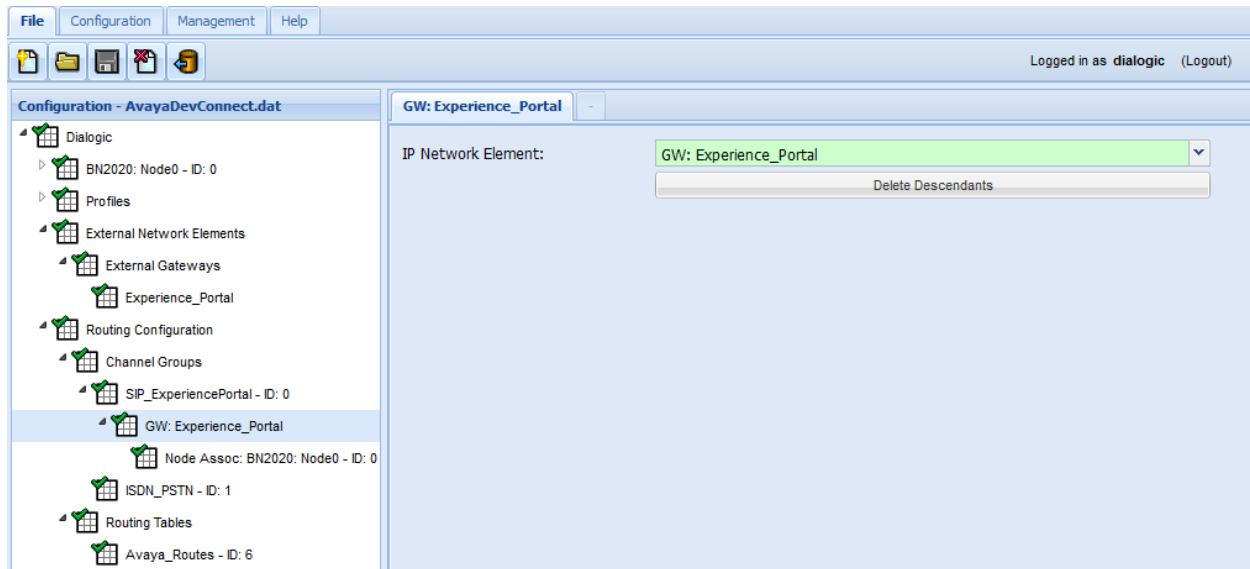 File Configuration Management Help
Logged in as dialogic (Logout)
Configuration - AvayaDevConnect.dat
Dialogic
BN2020: Node0 - ID: 0
Profiles
External Network Elements
External Gateways
Experience_Portal
Routing Configuration
Channel Groups
SIP_ExperiencePortal - ID: 0
GW: Experience_Portal
Node Assoc: BN2020: Node0 - ID: 0
ISDN_PSTN - ID: 1
Routing Tables
Avaya_Routes - ID: 6
GW: Experience_Portal -
IP Network Element: GW: Experience_Portal
Delete Descendants